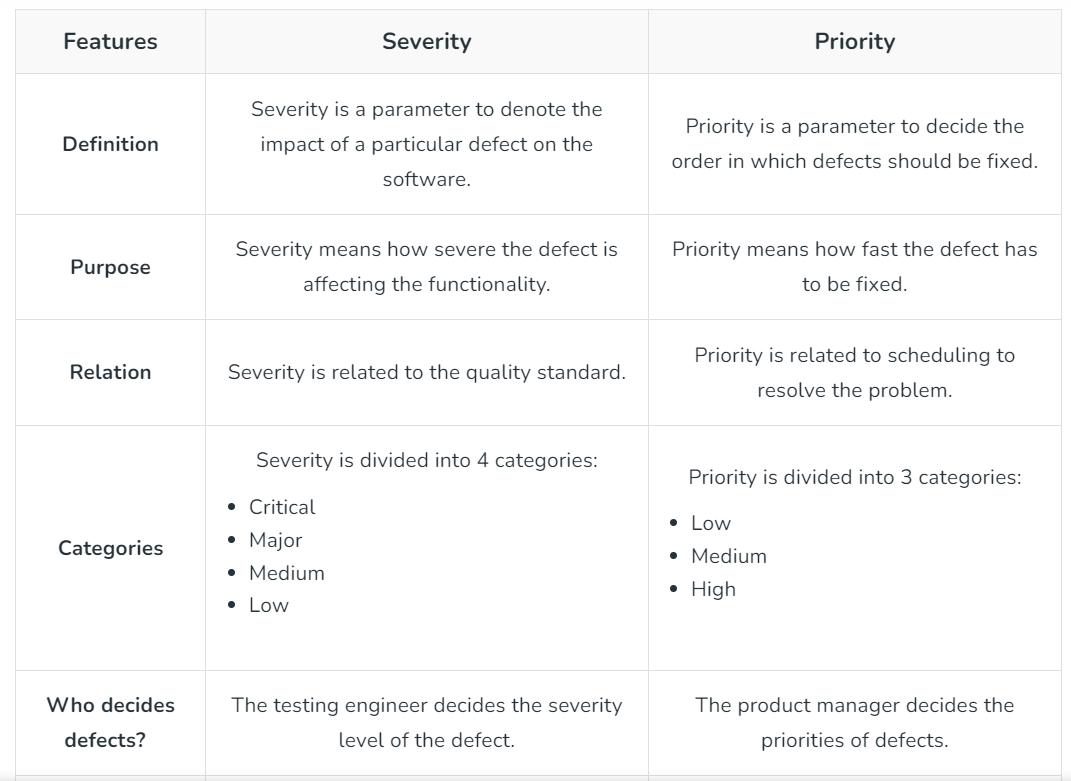 Features
Severity
Priority
Definition
Severity is a parameter to denote the
impact of a particular defect on the
software.
Priority is a parameter to decide the
order in which defects should be fixed.
Purpose
Severity means how severe the defect is
affecting the functionality.
Priority means how fast the defect has
to be fixed.
Relation
Severity is related to the quality standard.
Priority is related to scheduling to
resolve the problem.
Categories
Severity is divided into 4 categories:
• Critical
• Major
• Medium
• Low
Priority is divided into 3 categories:
• Low
• Medium
• High
Who decides
defects?
The testing engineer decides the severity
level of the defect.
The product manager decides the
priorities of defects.